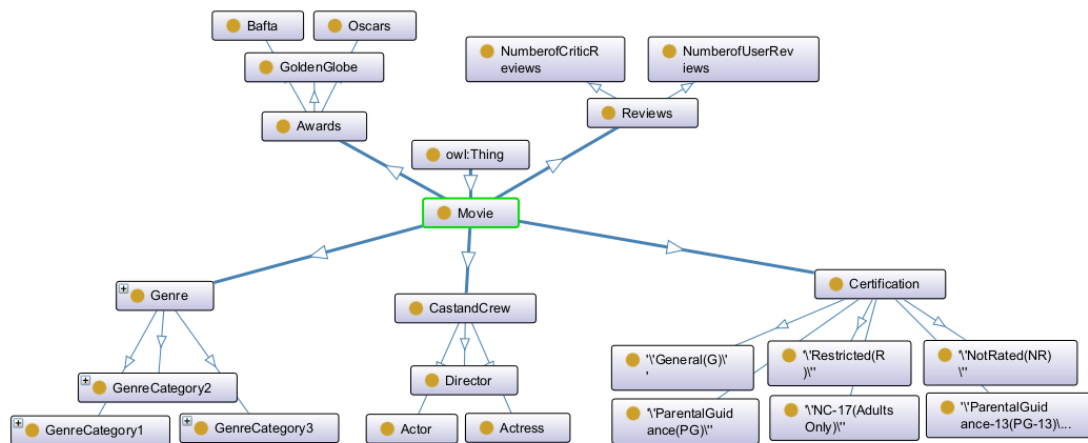 Bafta
Oscars
GoldenGlobe
Awards
NumberofCriticR
eviews
NumberofUserRev
iews
Reviews
owl:Thing
Movie
Genre
GenreCategory2
GenreCategory1
GenreCategory3
CastandCrew
Director
Actor
Actress
Certification
'\'General(G)\'
'
'\'Restricted(R
)\''
'\'NotRated(NR)
\''
'\'ParentalGuid
ance(PG)\''
'\'NC-17(Adults
Only)\''
'\'ParentalGuid
ance-13(PG-13)\...